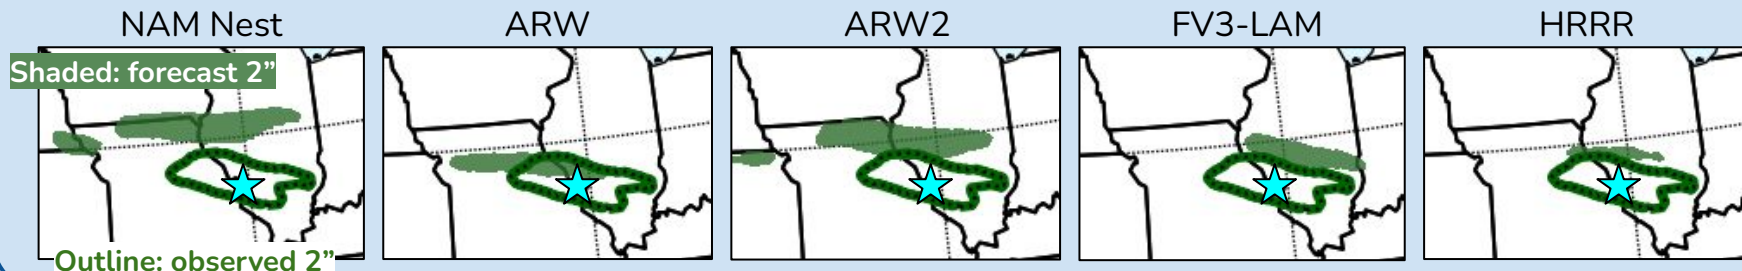 NAM Nest ARW ARW2 FV3-LAM HRRR
Shaded: forecast 2”
Outline: observed 2”